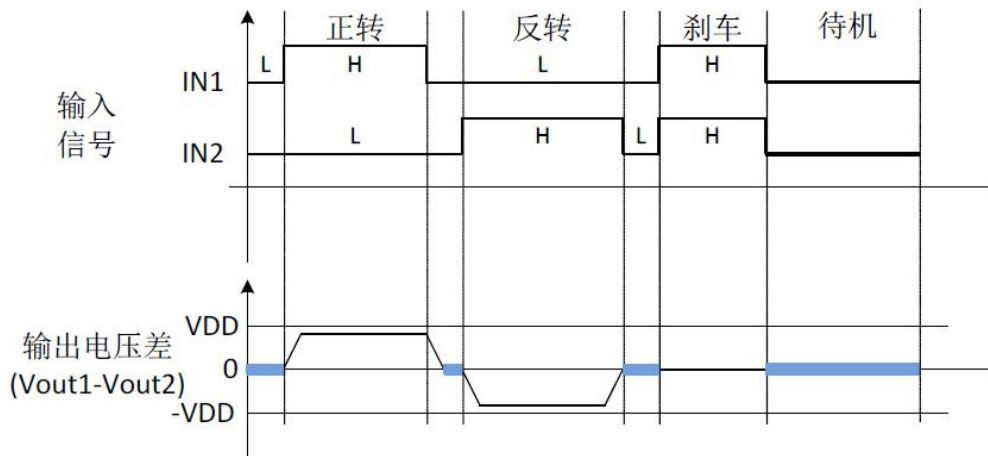 正转 反转 刹车 待机
L H L H
IN1
输入
信号
IN2 L H L H
VDD
输出电压差
(Vout1-Vout2)
0
-VDD